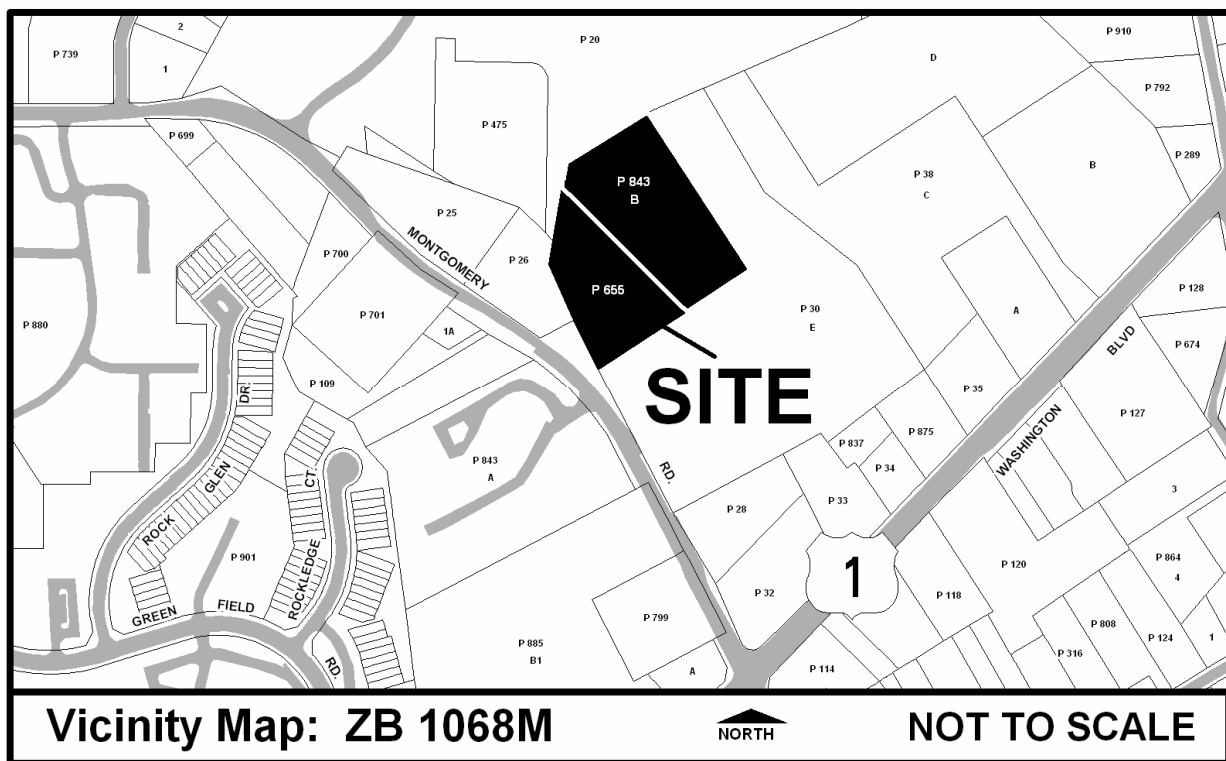 2
P 739
1
P 20
P 910
D
P 792
P 475
P 699
P 289
B
P 38
C
P 843
B
P 25
P 700
MONTGOMERY
P 26
P 655
P 128
P 880
P 701
1A
P 30
E
A
BLVD
P 674
DR.
P 109
SITE
P 35
P 127
WASHINGTON
P 837
P 875
P 34
GLEN
CT.
P 843
A
RD.
3
P 28
P 33
ROCK
P 901
ROCKLEDGE
P 120
P 864
4
1
P 32
P 118
GREEN
FIELD
RD.
P 799
P 885
B1
A
P 114
P 808
P 124
1
P 316
Vicinity Map: ZB 1068M
NORTH
NOT TO SCALE